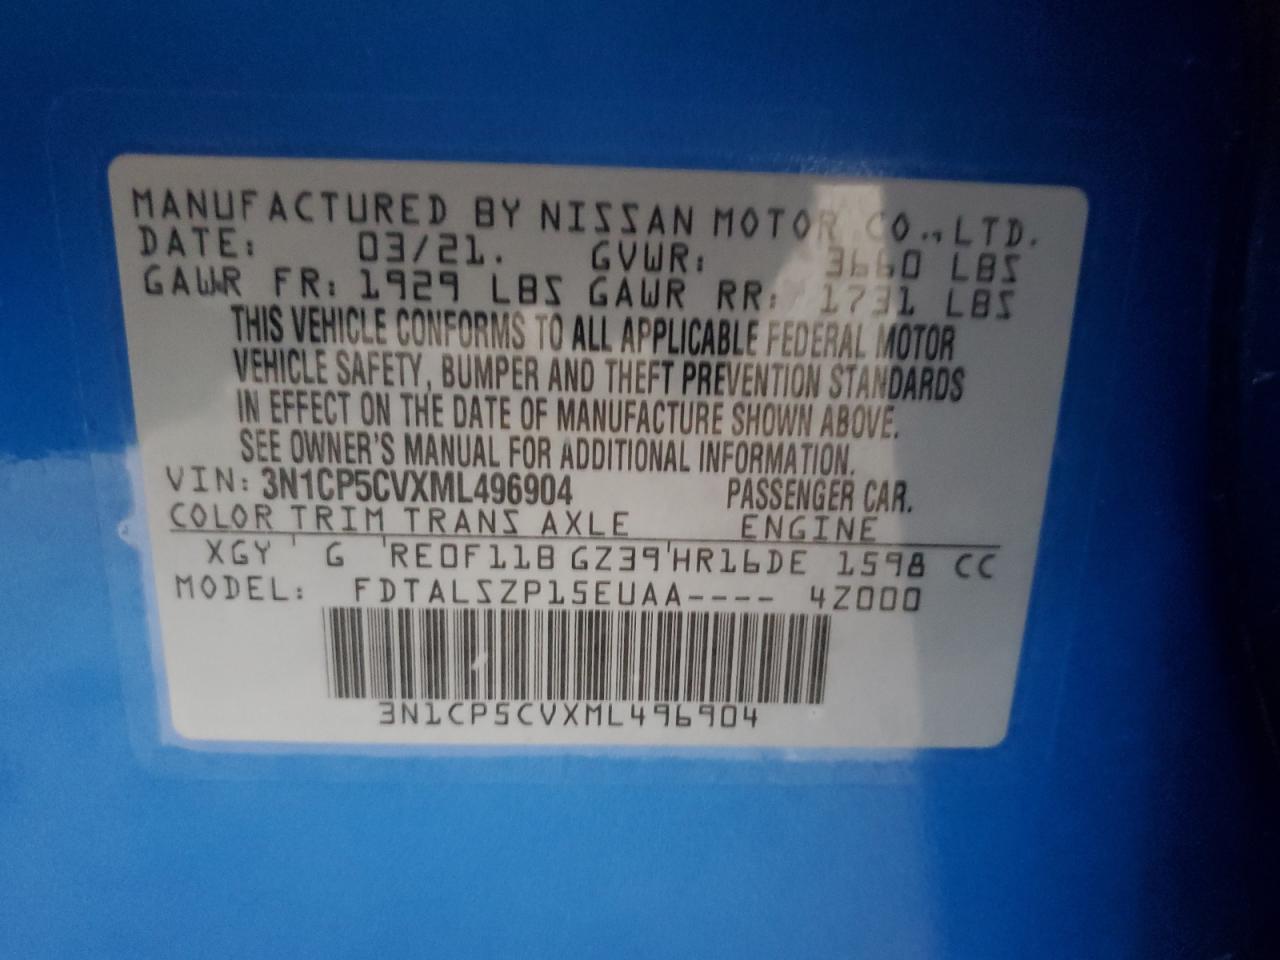 MANUFACTURED BY NISSAN MOTOR CO.,LTD.
DATE: 03/21. GVWR: 3660 LBS
GAWR FR: 1929 LBS GAWR RR: 1731 LBS
THIS VEHICLE CONFORMS TO ALL APPLICABLE FEDERAL MOTOR
VEHICLE SAFETY, BUMPER AND THEFT PREVENTION STANDARDS
IN EFFECT ON THE DATE OF MANUFACTURE SHOWN ABOVE.
SEE OWNER'S MANUAL FOR ADDITIONAL INFORMATION.
VIN: 3N1CP5CVXML496904 PASSENGER CAR.
COLOR TRIM TRANS AXLE ENGINE
XGY ' G 'RE0F11B GZ39'HR16DE 1598 CC
MODEL: FDTALSZP15EUAA---- 4Z000
3N1CP5CVXML496904